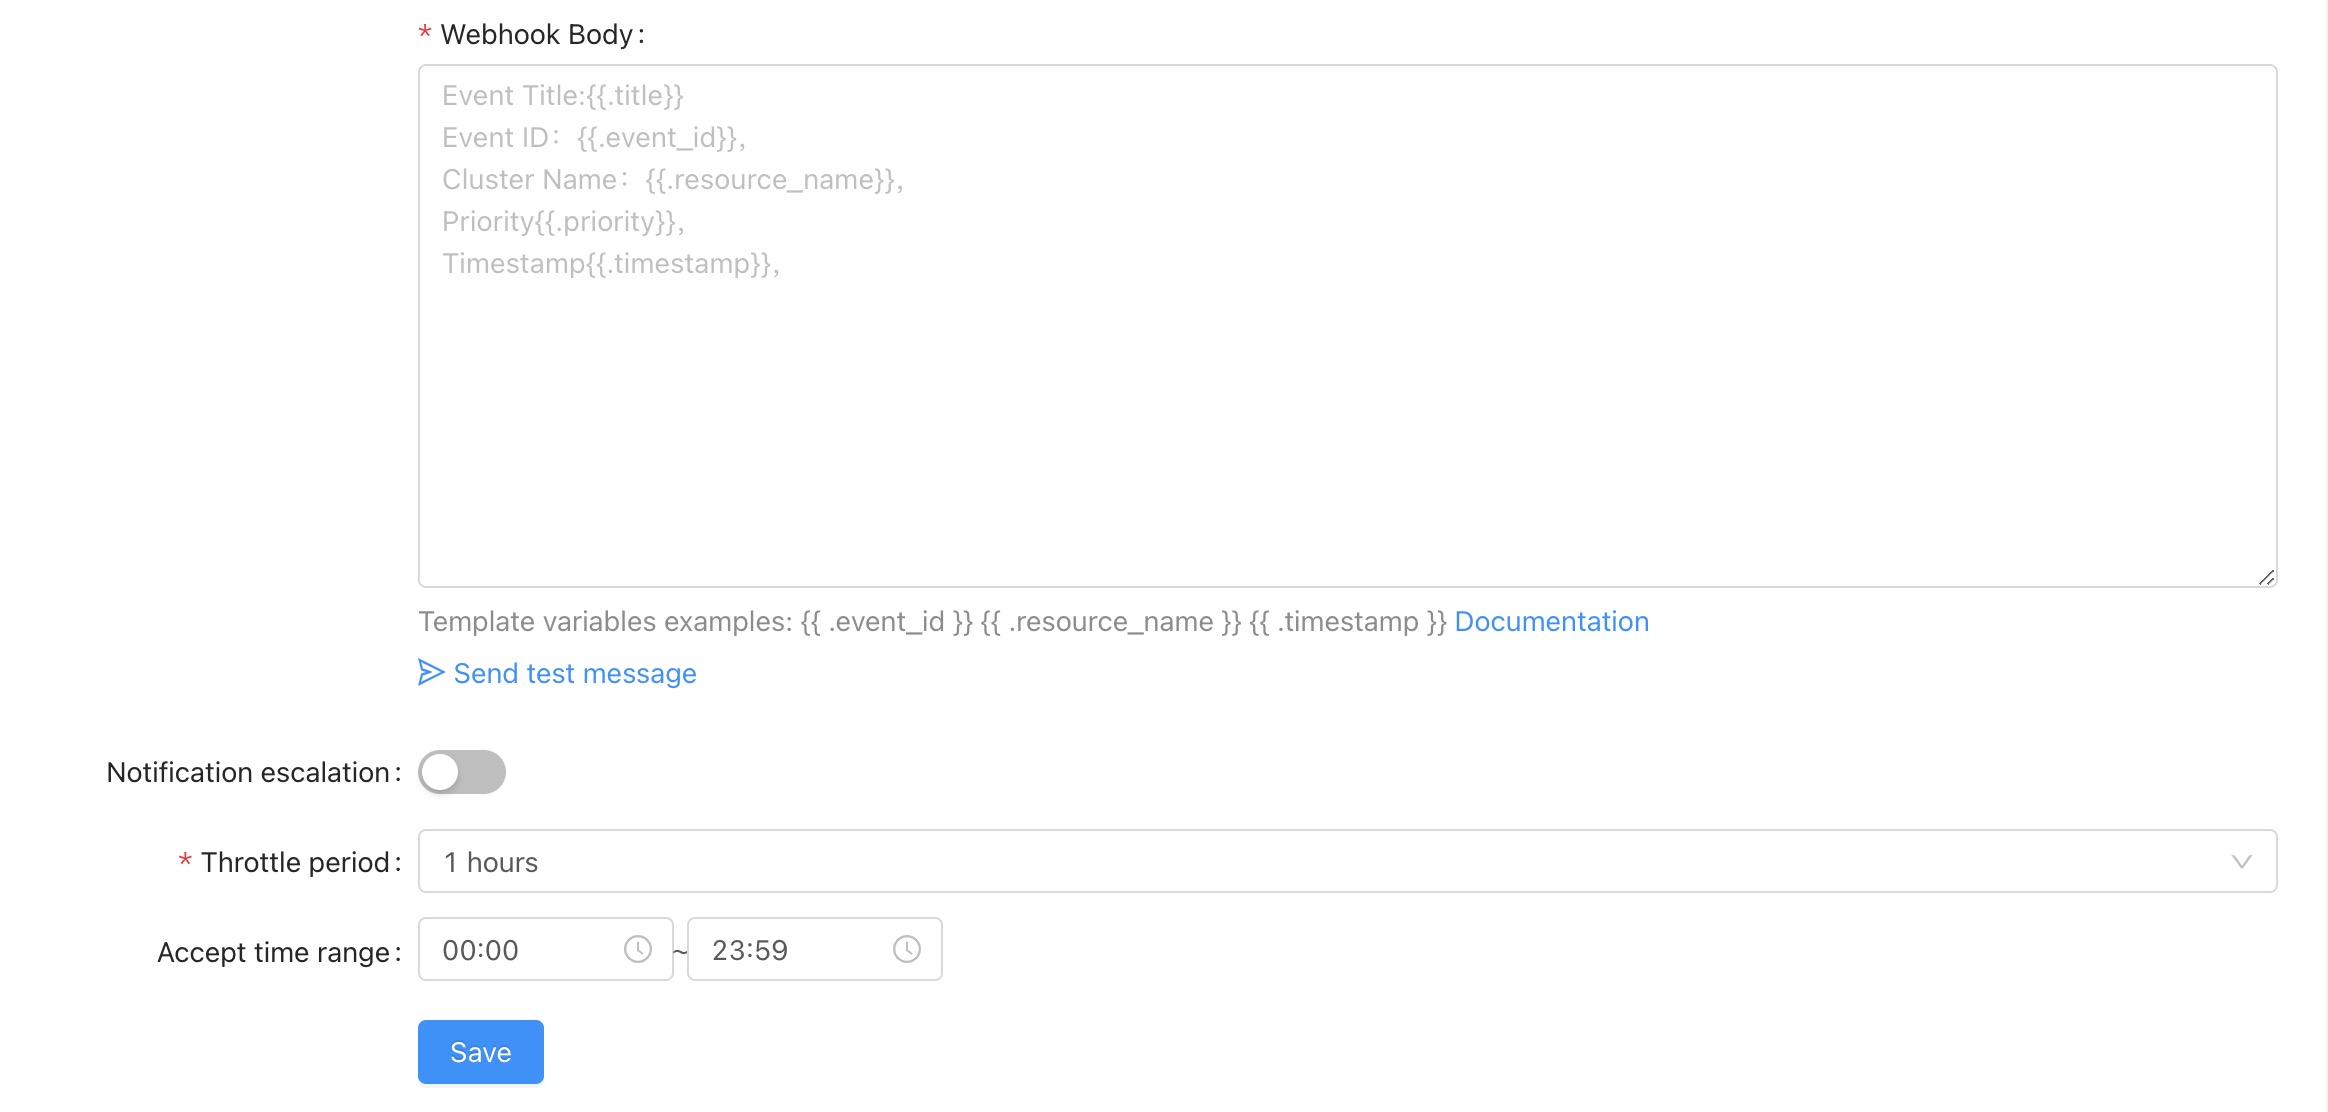 * Webhook Body:
Event Title:{{.title}}
Event ID：{{.event_id}},
Cluster Name：{{.resource_name}},
Priority{{.priority}},
Timestamp{{.timestamp}},
Template variables examples: {{ .event_id }} {{ .resource_name }} {{ .timestamp }} Documentation
Send test message
Notification escalation:
* Throttle period: 1 hours
Accept time range: 00:00 ~ 23:59
Save